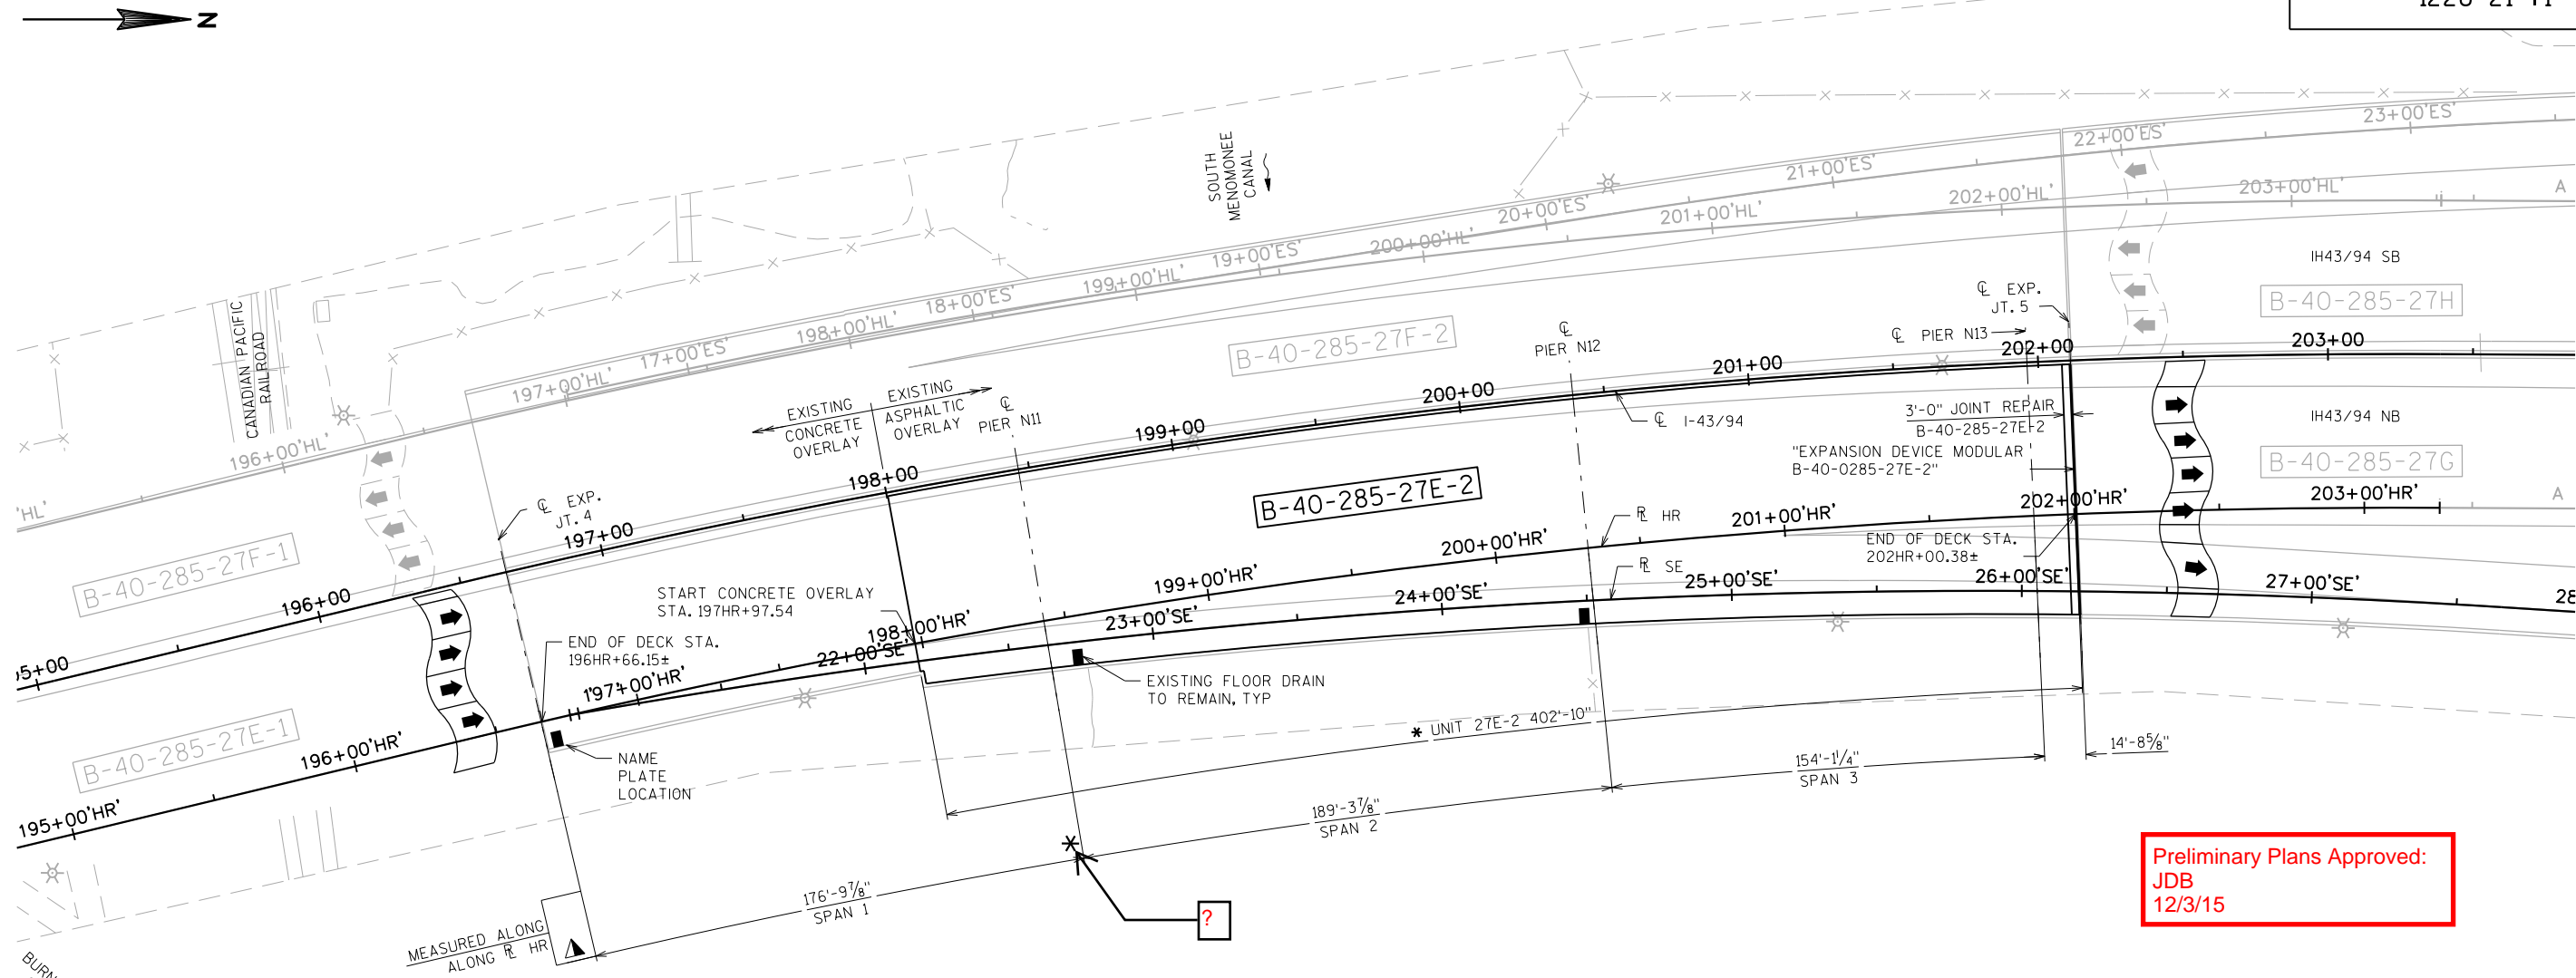 N
SOUTH
MENOMONEE
CANAL
CANADIAN PACIFIC
RAILROAD
17+00'ES'
18+00'ES'
19+00'ES'
20+00'ES'
21+00'ES'
22+00'ES'
23+00'ES'
'HL'
196+00'HL'
197+00'HL'
198+00'HL'
199+00'HL'
200+00'HL'
201+00'HL'
202+00'HL'
203+00'HL'
A
IH43/94 SB
B-40-285-27H
B-40-285-27F-1
B-40-285-27F-2
℄ EXP.
JT. 5
℄ PIER N13
℄
PIER N12
EXISTING
CONCRETE
OVERLAY
EXISTING
ASPHALTIC
OVERLAY
℄
PIER N11
℄ EXP.
JT. 4
196+00
197+00
198+00
199+00
200+00
201+00
202+00
203+00
℄ I-43/94
3'-0" JOINT REPAIR
B-40-285-27E-2
"EXPANSION DEVICE MODULAR
B-40-0285-27E-2"
IH43/94 NB
B-40-285-27G
A
B-40-285-27E-2
B-40-285-27E-1
START CONCRETE OVERLAY
STA. 197HR+97.54
END OF DECK STA.
196HR+66.15±
END OF DECK STA.
202HR+00.38±
195+00'HR'
196+00'HR'
197+00'HR'
198+00'HR'
199+00'HR'
200+00'HR'
201+00'HR'
202+00'HR'
203+00'HR'
RL HR
RL SE
22+00'SE'
23+00'SE'
24+00'SE'
25+00'SE'
26+00'SE'
27+00'SE'
28
EXISTING FLOOR DRAIN
TO REMAIN, TYP
NAME
PLATE
LOCATION
* UNIT 27E-2 402'-10"
176'-9⅞"
SPAN 1
189'-3⅞"
SPAN 2
154'-1¼"
SPAN 3
14'-8⅝"
MEASURED ALONG
ALONG RL HR
*
?
Preliminary Plans Approved:
JDB
12/3/15